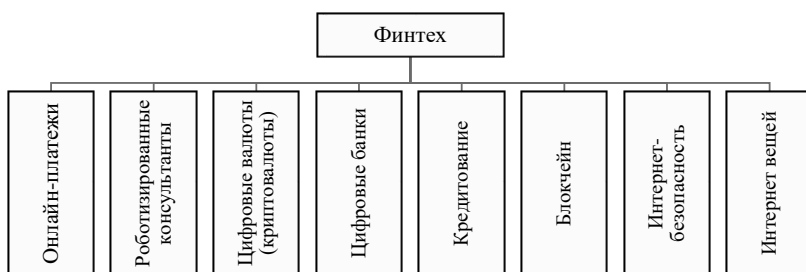 Финтех
Онлайн-платежи
Роботизированные
консультанты
Цифровые валюты
(криптовалюты)
Цифровые банки
Кредитование
Блокчейн
Интернет-
безопасность
Интернет вещей